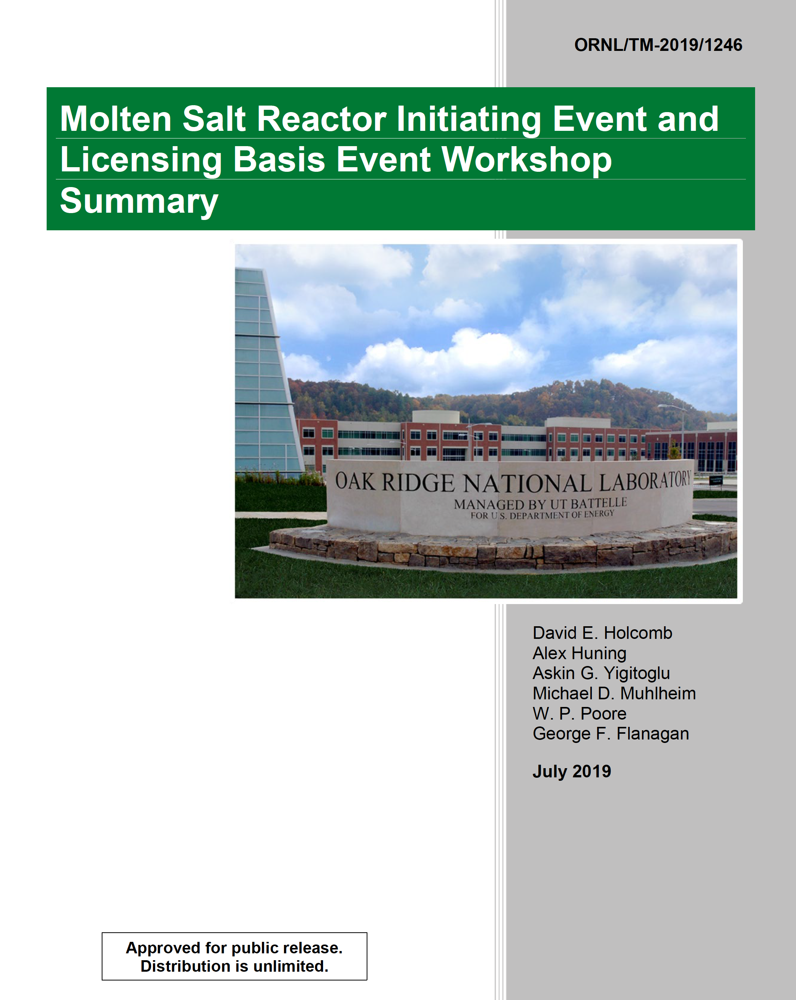 ORNL/TM-2019/1246
Molten Salt Reactor Initiating Event and
Licensing Basis Event Workshop
Summary
OAK RIDGE NATIONAL LABORATORY
MANAGED BY UT BATTELLE
FOR U.S. DEPARTMENT OF ENERGY
David E. Holcomb
Alex Huning
Askin G. Yigitoglu
Michael D. Muhlheim
W. P. Poore
George F. Flanagan
July 2019
Approved for public release.
Distribution is unlimited.